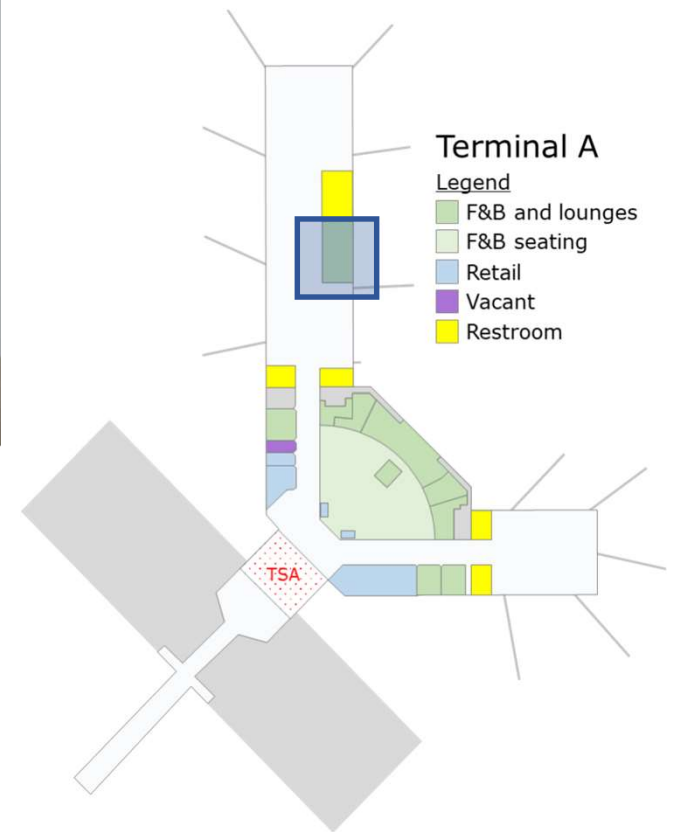 Terminal A
Legend
F&B and lounges
F&B seating
Retail
Vacant
Restroom
TSA